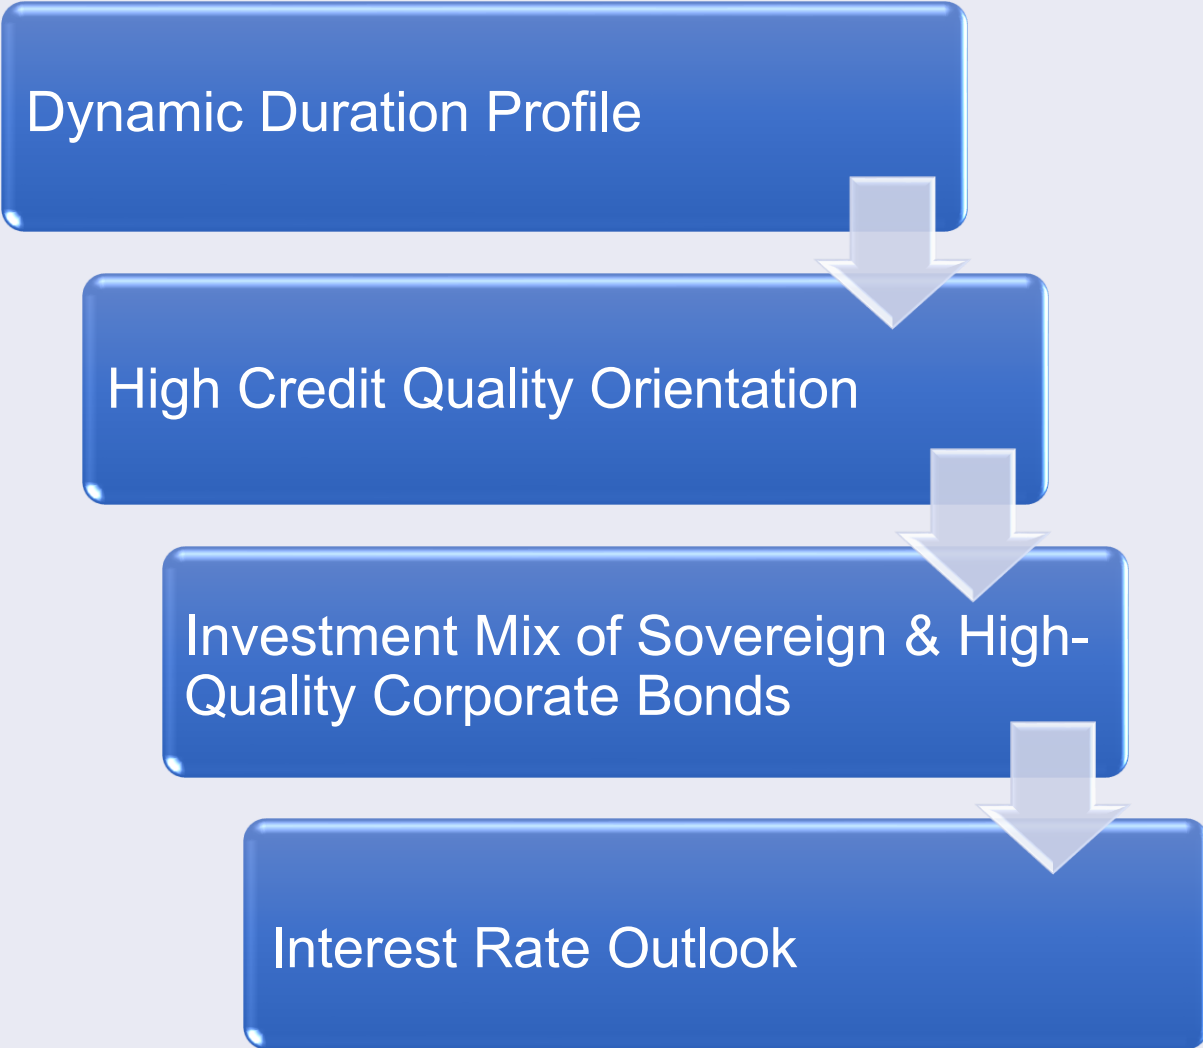 Dynamic Duration Profile
High Credit Quality Orientation
Investment Mix of Sovereign & High-
Quality Corporate Bonds
Interest Rate Outlook